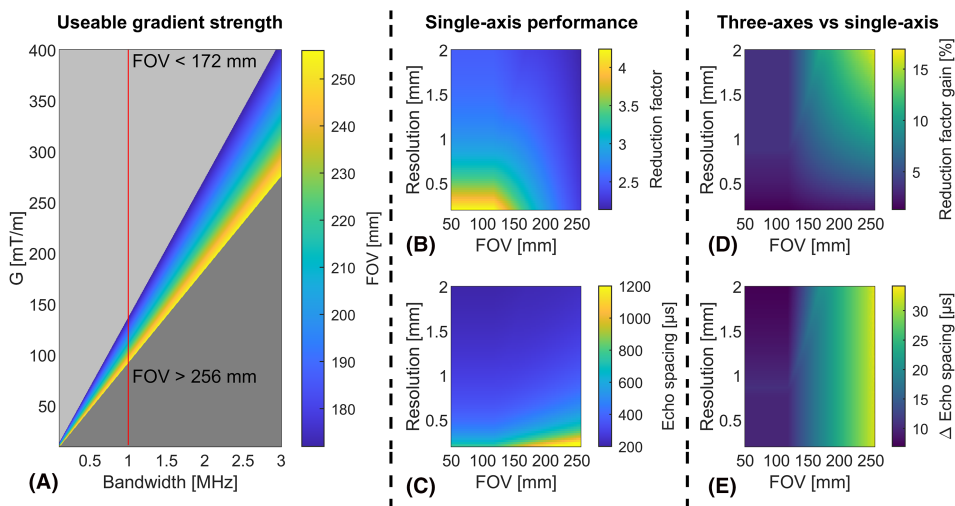 Useable gradient strength
400
350
300
250
200
150
100
50
G [mT/m]
FOV < 172 mm
FOV > 256 mm
0.5 1 1.5 2 2.5 3
Bandwidth [MHz]
(A)
250
240
230
220
210
200
190
180
FOV [mm]
Single-axis performance
2
1.5
1
0.5
Resolution [mm]
50 100 150 200 250
FOV [mm]
(B)
4
3.5
3
2.5
Reduction factor
2
1.5
1
0.5
Resolution [mm]
50 100 150 200 250
FOV [mm]
(C)
1200
1000
800
600
400
200
Echo spacing [µs]
Three-axes vs single-axis
2
1.5
1
0.5
Resolution [mm]
50 100 150 200 250
FOV [mm]
(D)
15
10
5
Reduction factor gain [%]
2
1.5
1
0.5
Resolution [mm]
50 100 150 200 250
FOV [mm]
(E)
30
25
20
15
10
Δ Echo spacing [µs]